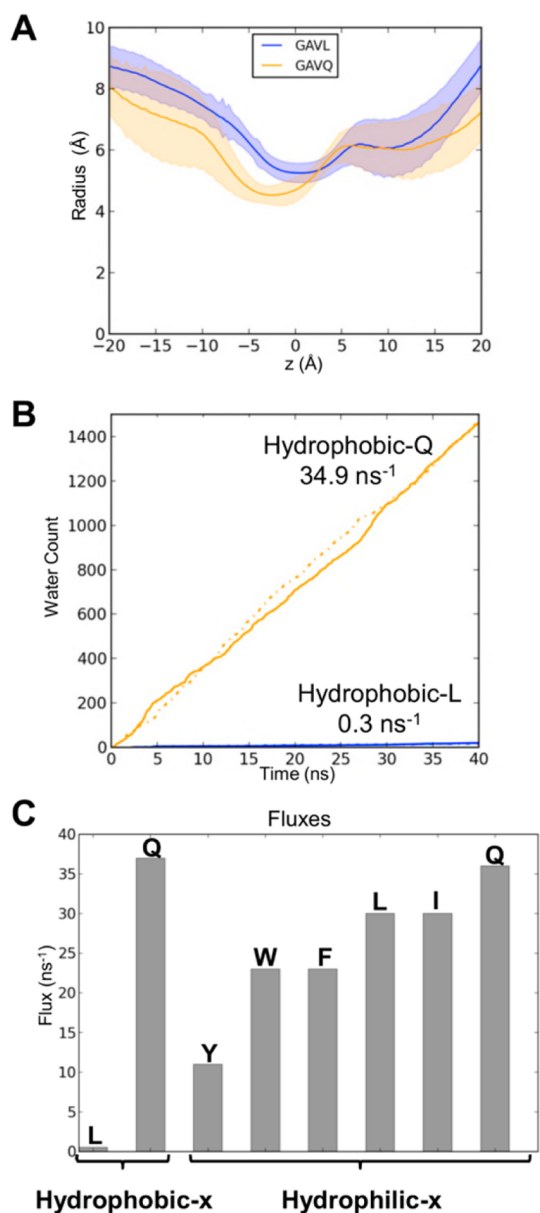 A
10
8
6
4
2
0
Radius (Å)
GAVL
GAVQ
−20 −15 −10 −5 0 5 10 15 20
z (Å)
B
1400
1200
1000
800
600
400
200
0
Water Count
Hydrophobic-Q
34.9 ns⁻¹
Hydrophobic-L
0.3 ns⁻¹
0 5 10 15 20 25 30 35 40
Time (ns)
C
Fluxes
40
35
30
25
20
15
10
5
0
Flux (ns⁻¹)
L Q Y W F L I Q
Hydrophobic-x Hydrophilic-x